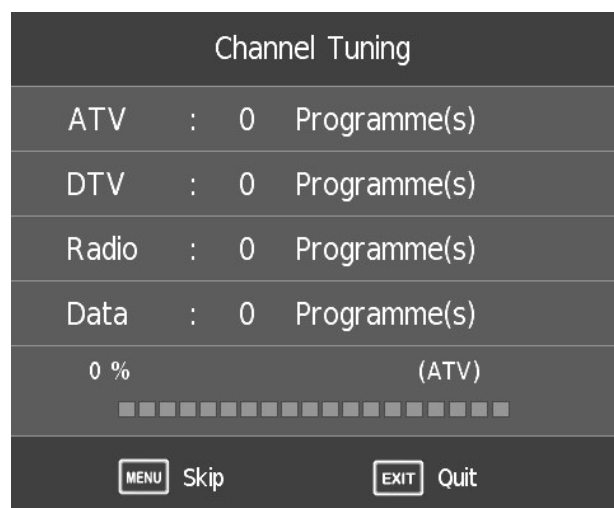 Channel Tuning
ATV : 0 Programme(s)
DTV : 0 Programme(s)
Radio : 0 Programme(s)
Data : 0 Programme(s)
0 % (ATV)
MENU Skip EXIT Quit